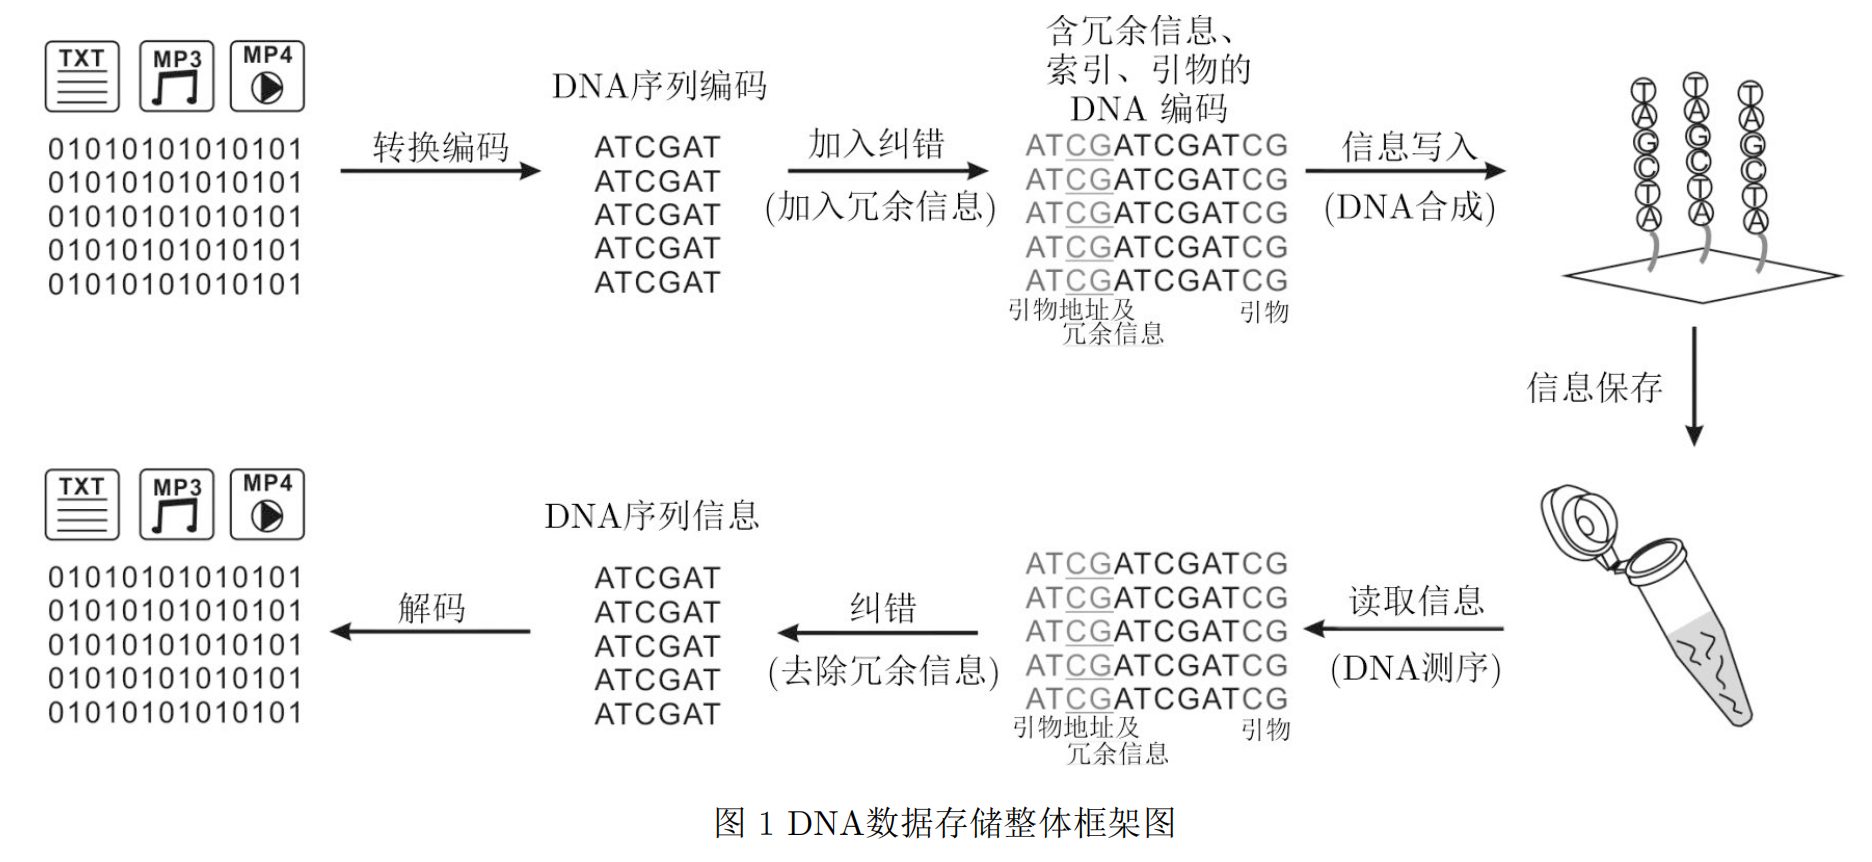 TXT MP3 MP4
01010101010101
01010101010101
01010101010101
01010101010101
01010101010101
转换编码
DNA序列编码
ATCGAT
ATCGAT
ATCGAT
ATCGAT
ATCGAT
加入纠错
(加入冗余信息)
含冗余信息、
索引、引物的
DNA 编码
ATCGATCGATCG
ATCGATCGATCG
ATCGATCGATCG
ATCGATCGATCG
ATCGATCGATCG
引物地址及 引物
冗余信息
信息写入
(DNA合成)
T T T
A A A
G G G
C C C
T T T
A A A
信息保存
读取信息
(DNA测序)
ATCGATCGATCG
ATCGATCGATCG
ATCGATCGATCG
ATCGATCGATCG
ATCGATCGATCG
引物地址及 引物
冗余信息
纠错
(去除冗余信息)
DNA序列信息
ATCGAT
ATCGAT
ATCGAT
ATCGAT
ATCGAT
解码
TXT MP3 MP4
01010101010101
01010101010101
01010101010101
01010101010101
01010101010101
图 1 DNA数据存储整体框架图